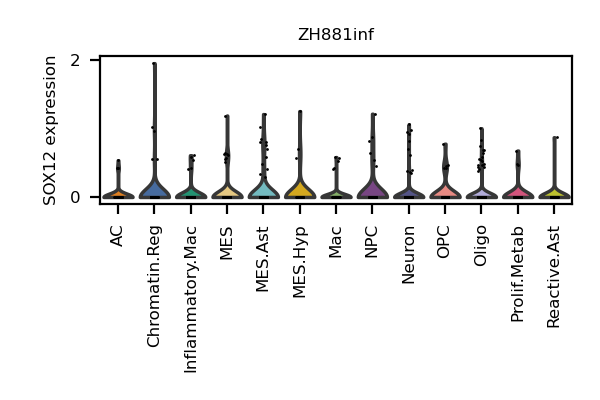 ZH881inf
SOX12 expression
2
0
AC
Chromatin.Reg
Inflammatory.Mac
MES
MES.Ast
MES.Hyp
Mac
NPC
Neuron
OPC
Oligo
Prolif.Metab
Reactive.Ast